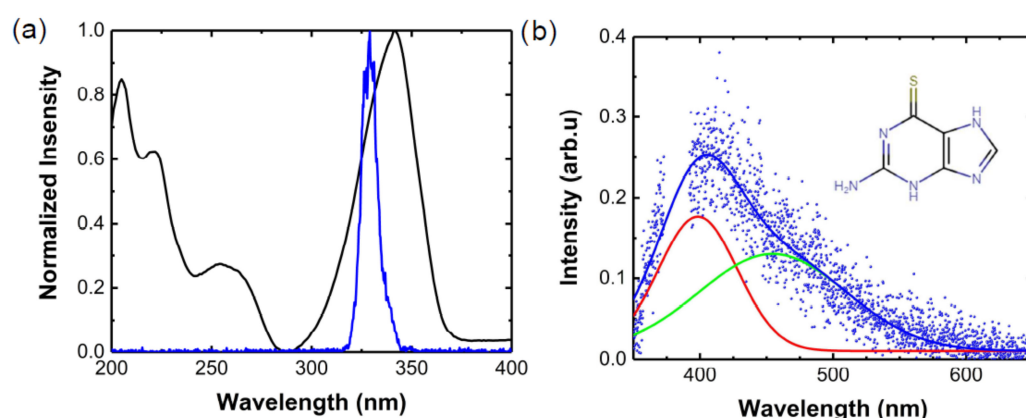 (a)
Normalized Insensity
1.0
0.8
0.6
0.4
0.2
0.0
200
250
300
350
400
Wavelength (nm)
(b)
Intensity (arb.u)
0.4
0.3
0.2
0.1
0.0
400
500
600
Wavelength (nm)
S
H
N
N
N
N
H
H₂N